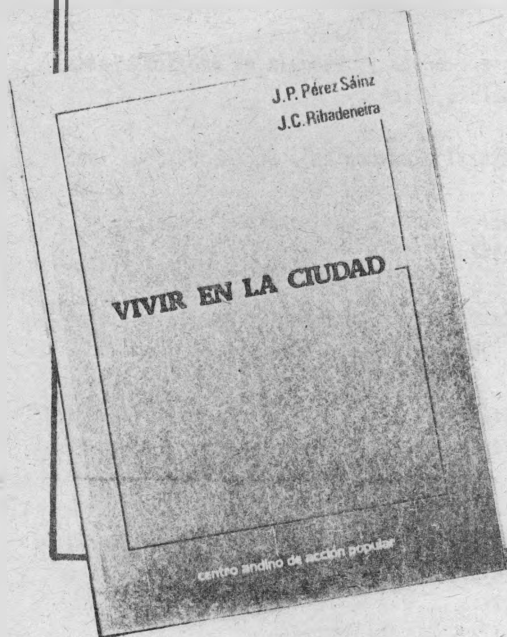 J.P. Pérez Sáinz
J.C. Ribadeneira
VIVIR EN LA CIUDAD
centro andino de acción popular